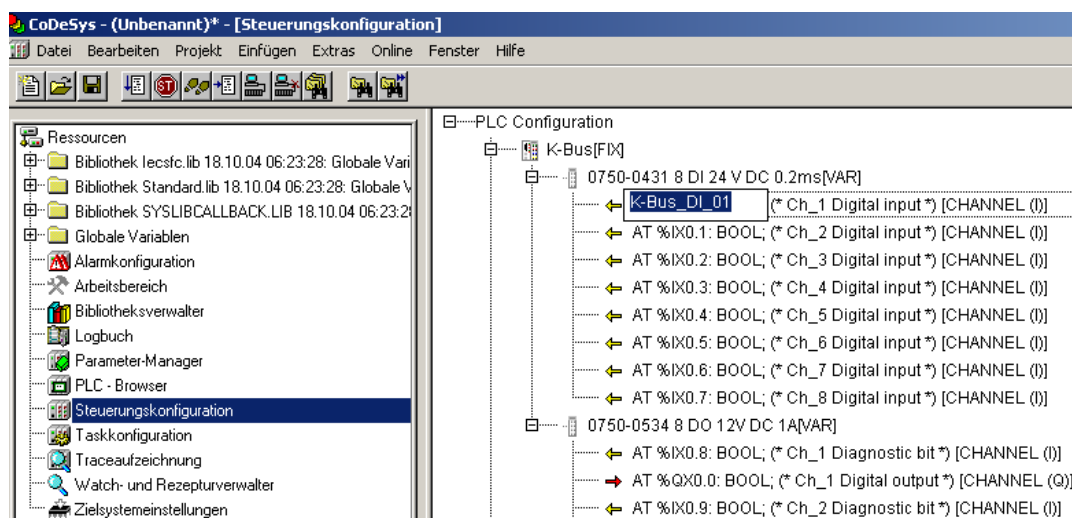 CoDeSys - (Unbenannt)* - [Steuerungskonfiguration]
Datei Bearbeiten Projekt Einfügen Extras Online Fenster Hilfe
ST
Ressourcen
Bibliothek Iecsfc.lib 18.10.04 06:23:28: Globale Vari
Bibliothek Standard.lib 18.10.04 06:23:28: Globale V
Bibliothek SYSLIBCALLBACK.LIB 18.10.04 06:23:2
Globale Variablen
Alarmkonfiguration
Arbeitsbereich
Bibliotheksverwalter
Logbuch
Parameter-Manager
PLC - Browser
Steuerungskonfiguration
Taskkonfiguration
Traceaufzeichnung
Watch- und Rezepturverwalter
Zielsystemeinstellungen
PLC Configuration
K-Bus[FIX]
0750-0431 8 DI 24 V DC 0.2ms[VAR]
K-Bus_DI_01 (* Ch_1 Digital input *) [CHANNEL (I)]
AT %IX0.1: BOOL; (* Ch_2 Digital input *) [CHANNEL (I)]
AT %IX0.2: BOOL; (* Ch_3 Digital input *) [CHANNEL (I)]
AT %IX0.3: BOOL; (* Ch_4 Digital input *) [CHANNEL (I)]
AT %IX0.4: BOOL; (* Ch_5 Digital input *) [CHANNEL (I)]
AT %IX0.5: BOOL; (* Ch_6 Digital input *) [CHANNEL (I)]
AT %IX0.6: BOOL; (* Ch_7 Digital input *) [CHANNEL (I)]
AT %IX0.7: BOOL; (* Ch_8 Digital input *) [CHANNEL (I)]
0750-0534 8 DO 12V DC 1A[VAR]
AT %IX0.8: BOOL; (* Ch_1 Diagnostic bit *) [CHANNEL (I)]
AT %QX0.0: BOOL; (* Ch_1 Digital output *) [CHANNEL (Q)]
AT %IX0.9: BOOL; (* Ch_2 Diagnostic bit *) [CHANNEL (I)]